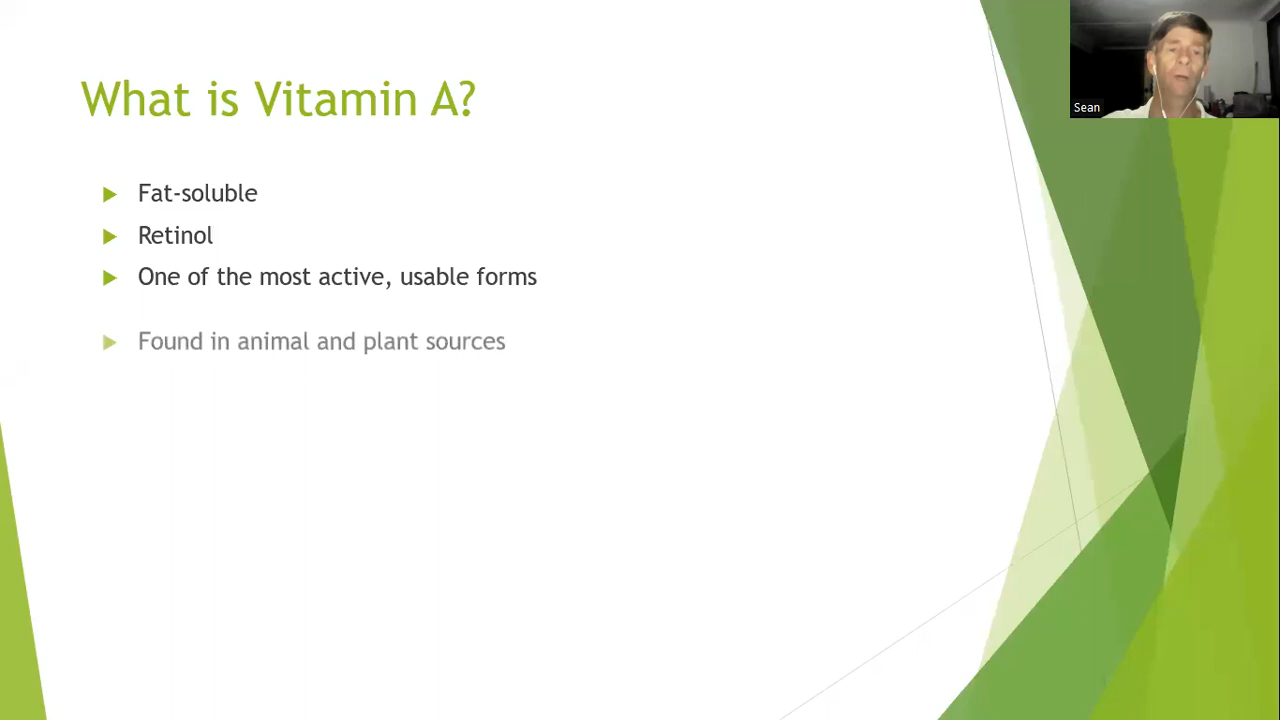 What is Vitamin A?
Fat-soluble
Retinol
One of the most active, usable forms
Found in animal and plant sources
Sean